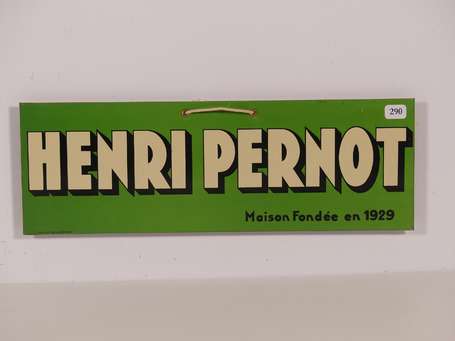 290
HENRI PERNOT
Maison Fondée en 1929